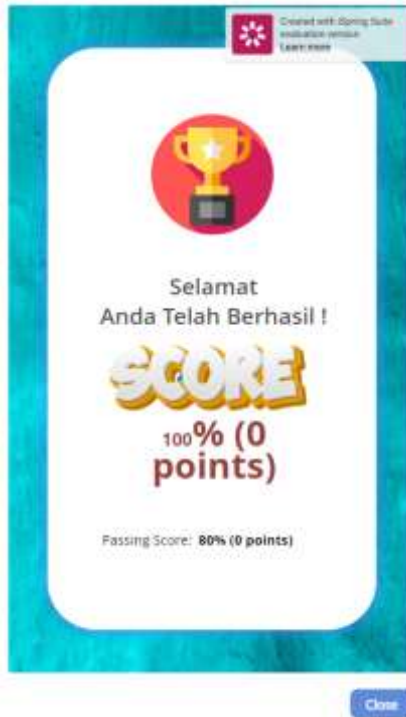 Created with iSpring Suite
evaluation version
Learn more
Selamat
Anda Telah Berhasil !
SCORE
100% (0
points)
Passing Score: 80% (0 points)
Close